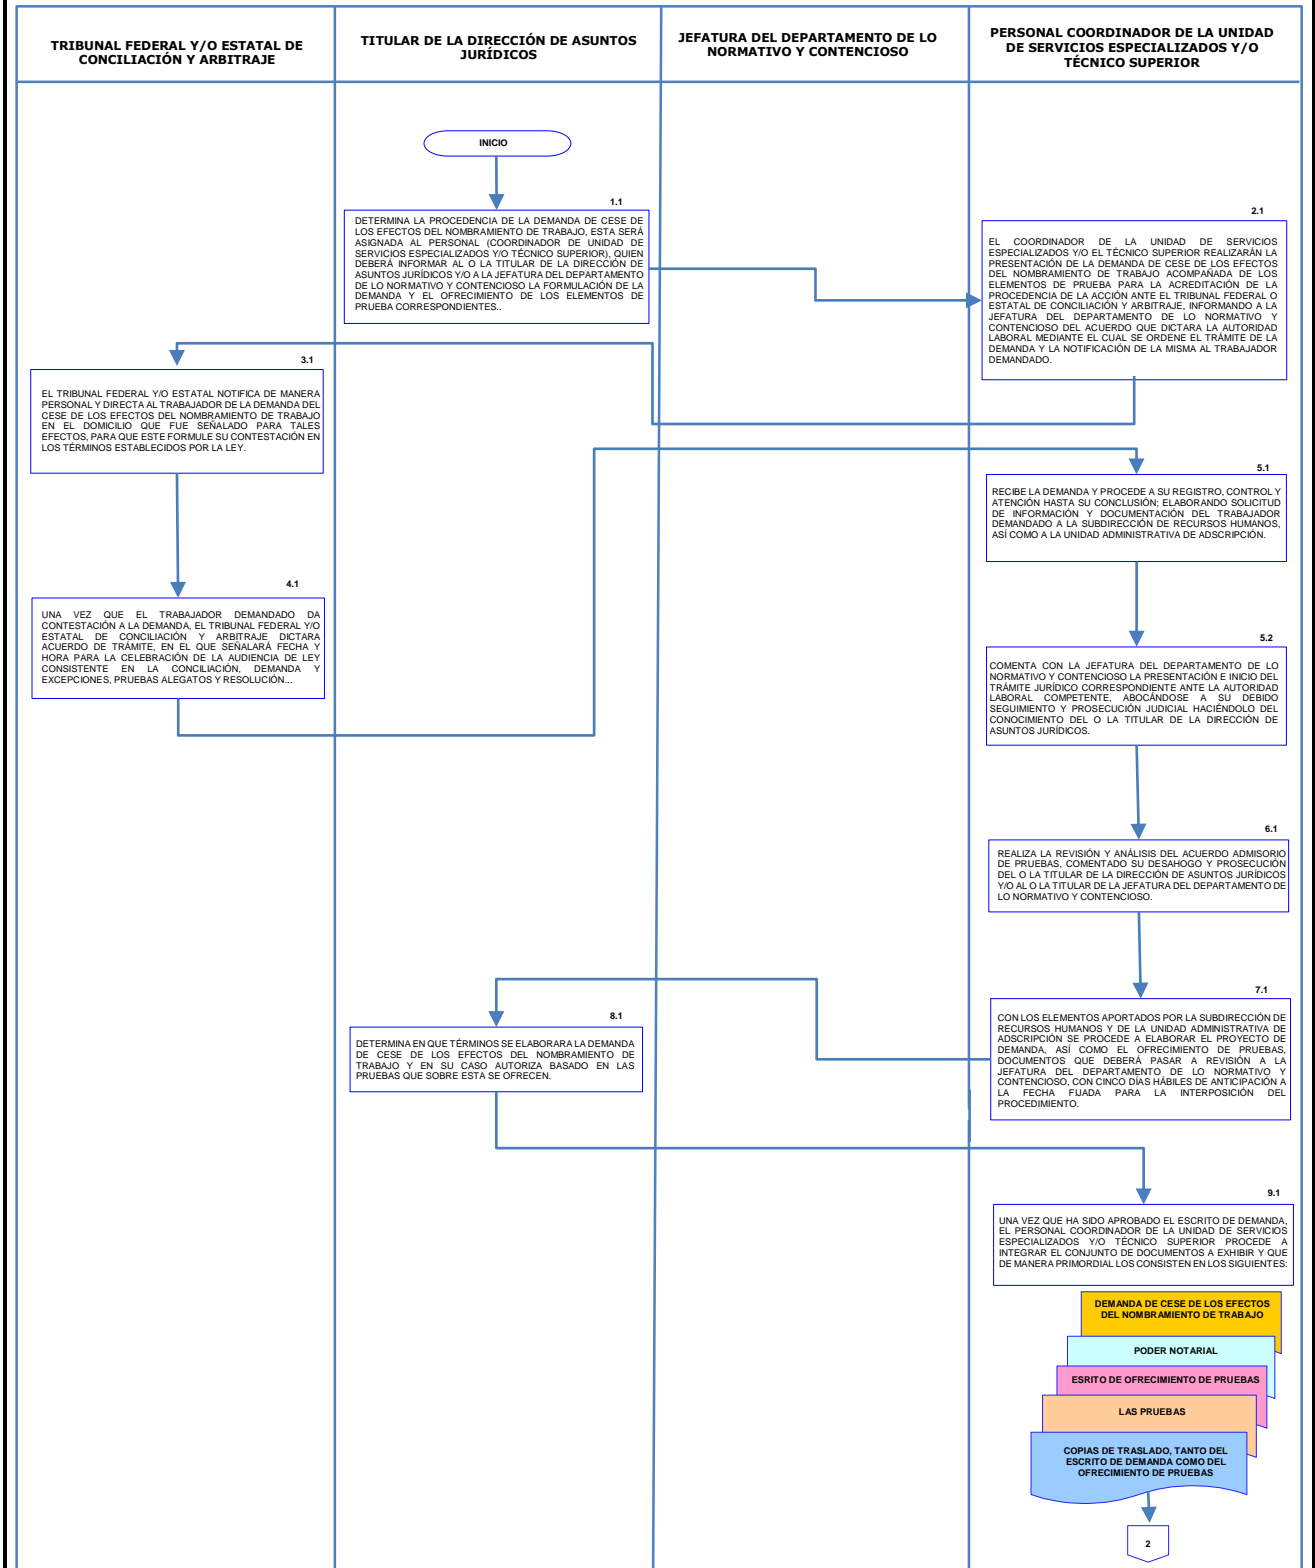 TRIBUNAL FEDERAL Y/O ESTATAL DE
CONCILIACIÓN Y ARBITRAJE
TITULAR DE LA DIRECCIÓN DE ASUNTOS
JURÍDICOS
JEFATURA DEL DEPARTAMENTO DE LO
NORMATIVO Y CONTENCIOSO
PERSONAL COORDINADOR DE LA UNIDAD
DE SERVICIOS ESPECIALIZADOS Y/O
TÉCNICO SUPERIOR
INICIO
1.1
DETERMINA LA PROCEDENCIA DE LA DEMANDA DE CESE DE
LOS EFECTOS DEL NOMBRAMIENTO DE TRABAJO, ESTA SERÁ
ASIGNADA AL PERSONAL (COORDINADOR DE UNIDAD DE
SERVICIOS ESPECIALIZADOS Y/O TÉCNICO SUPERIOR), QUIEN
DEBERÁ INFORMAR AL O LA TITULAR DE LA DIRECCIÓN DE
ASUNTOS JURÍDICOS Y/O A LA JEFATURA DEL DEPARTAMENTO
DE LO NORMATIVO Y CONTENCIOSO LA FORMULACIÓN DE LA
DEMANDA Y EL OFRECIMIENTO DE LOS ELEMENTOS DE
PRUEBA CORRESPONDIENTES..
2.1
EL COORDINADOR DE LA UNIDAD DE SERVICIOS
ESPECIALIZADOS Y/O EL TÉCNICO SUPERIOR REALIZARÁN LA
PRESENTACIÓN DE LA DEMANDA DE CESE DE LOS EFECTOS
DEL NOMBRAMIENTO DE TRABAJO ACOMPAÑADA DE LOS
ELEMENTOS DE PRUEBA PARA LA ACREDITACIÓN DE LA
PROCEDENCIA DE LA ACCIÓN ANTE EL TRIBUNAL FEDERAL O
ESTATAL DE CONCILIACIÓN Y ARBITRAJE, INFORMANDO A LA
JEFATURA DEL DEPARTAMENTO DE LO NORMATIVO Y
CONTENCIOSO DEL ACUERDO QUE DICTARA LA AUTORIDAD
LABORAL MEDIANTE EL CUAL SE ORDENE EL TRÁMITE DE LA
DEMANDA Y LA NOTIFICACIÓN DE LA MISMA AL TRABAJADOR
DEMANDADO.
3.1
EL TRIBUNAL FEDERAL Y/O ESTATAL NOTIFICA DE MANERA
PERSONAL Y DIRECTA AL TRABAJADOR DE LA DEMANDA DEL
CESE DE LOS EFECTOS DEL NOMBRAMIENTO DE TRABAJO
EN EL DOMICILIO QUE FUE SEÑALADO PARA TALES
EFECTOS, PARA QUE ESTE FORMULE SU CONTESTACIÓN EN
LOS TÉRMINOS ESTABLECIDOS POR LA LEY.
4.1
UNA VEZ QUE EL TRABAJADOR DEMANDADO DA
CONTESTACIÓN A LA DEMANDA, EL TRIBUNAL FEDERAL Y/O
ESTATAL DE CONCILIACIÓN Y ARBITRAJE DICTARA
ACUERDO DE TRÁMITE, EN EL QUE SEÑALARÁ FECHA Y
HORA PARA LA CELEBRACIÓN DE LA AUDIENCIA DE LEY
CONSISTENTE EN LA CONCILIACIÓN, DEMANDA Y
EXCEPCIONES, PRUEBAS ALEGATOS Y RESOLUCIÓN...
5.1
RECIBE LA DEMANDA Y PROCEDE A SU REGISTRO, CONTROL Y
ATENCIÓN HASTA SU CONCLUSIÓN; ELABORANDO SOLICITUD
DE INFORMACIÓN Y DOCUMENTACIÓN DEL TRABAJADOR
DEMANDADO A LA SUBDIRECCIÓN DE RECURSOS HUMANOS,
ASÍ COMO A LA UNIDAD ADMINISTRATIVA DE ADSCRIPCIÓN.
5.2
COMENTA CON LA JEFATURA DEL DEPARTAMENTO DE LO
NORMATIVO Y CONTENCIOSO LA PRESENTACIÓN E INICIO DEL
TRÁMITE JURÍDICO CORRESPONDIENTE ANTE LA AUTORIDAD
LABORAL COMPETENTE, ABOCÁNDOSE A SU DEBIDO
SEGUIMIENTO Y PROSECUCIÓN JUDICIAL HACIÉNDOLO DEL
CONOCIMIENTO DEL O LA TITULAR DE LA DIRECCIÓN DE
ASUNTOS JURÍDICOS.
6.1
REALIZA LA REVISIÓN Y ANÁLISIS DEL ACUERDO ADMISORIO
DE PRUEBAS, COMENTADO SU DESAHOGO Y PROSECUCIÓN
DEL O LA TITULAR DE LA DIRECCIÓN DE ASUNTOS JURÍDICOS
Y/O AL O LA TITULAR DE LA JEFATURA DEL DEPARTAMENTO DE
LO NORMATIVO Y CONTENCIOSO.
7.1
CON LOS ELEMENTOS APORTADOS POR LA SUBDIRECCIÓN DE
RECURSOS HUMANOS Y DE LA UNIDAD ADMINISTRATIVA DE
ADSCRIPCIÓN SE PROCEDE A ELABORAR EL PROYECTO DE
DEMANDA, ASÍ COMO EL OFRECIMIENTO DE PRUEBAS,
DOCUMENTOS QUE DEBERÁ PASAR A REVISIÓN A LA
JEFATURA DEL DEPARTAMENTO DE LO NORMATIVO Y
CONTENCIOSO, CON CINCO DÍAS HÁBILES DE ANTICIPACIÓN A
LA FECHA FIJADA PARA LA INTERPOSICIÓN DEL
PROCEDIMIENTO.
8.1
DETERMINA EN QUE TÉRMINOS SE ELABORARA LA DEMANDA
DE CESE DE LOS EFECTOS DEL NOMBRAMIENTO DE
TRABAJO Y EN SU CASO AUTORIZA BASADO EN LAS
PRUEBAS QUE SOBRE ESTA SE OFRECEN.
9.1
UNA VEZ QUE HA SIDO APROBADO EL ESCRITO DE DEMANDA,
EL PERSONAL COORDINADOR DE LA UNIDAD DE SERVICIOS
ESPECIALIZADOS Y/O TÉCNICO SUPERIOR PROCEDE A
INTEGRAR EL CONJUNTO DE DOCUMENTOS A EXHIBIR Y QUE
DE MANERA PRIMORDIAL LOS CONSISTEN EN LOS SIGUIENTES:
DEMANDA DE CESE DE LOS EFECTOS
DEL NOMBRAMIENTO DE TRABAJO
PODER NOTARIAL
ESRITO DE OFRECIMIENTO DE PRUEBAS
LAS PRUEBAS
COPIAS DE TRASLADO, TANTO DEL
ESCRITO DE DEMANDA COMO DEL
OFRECIMIENTO DE PRUEBAS
2